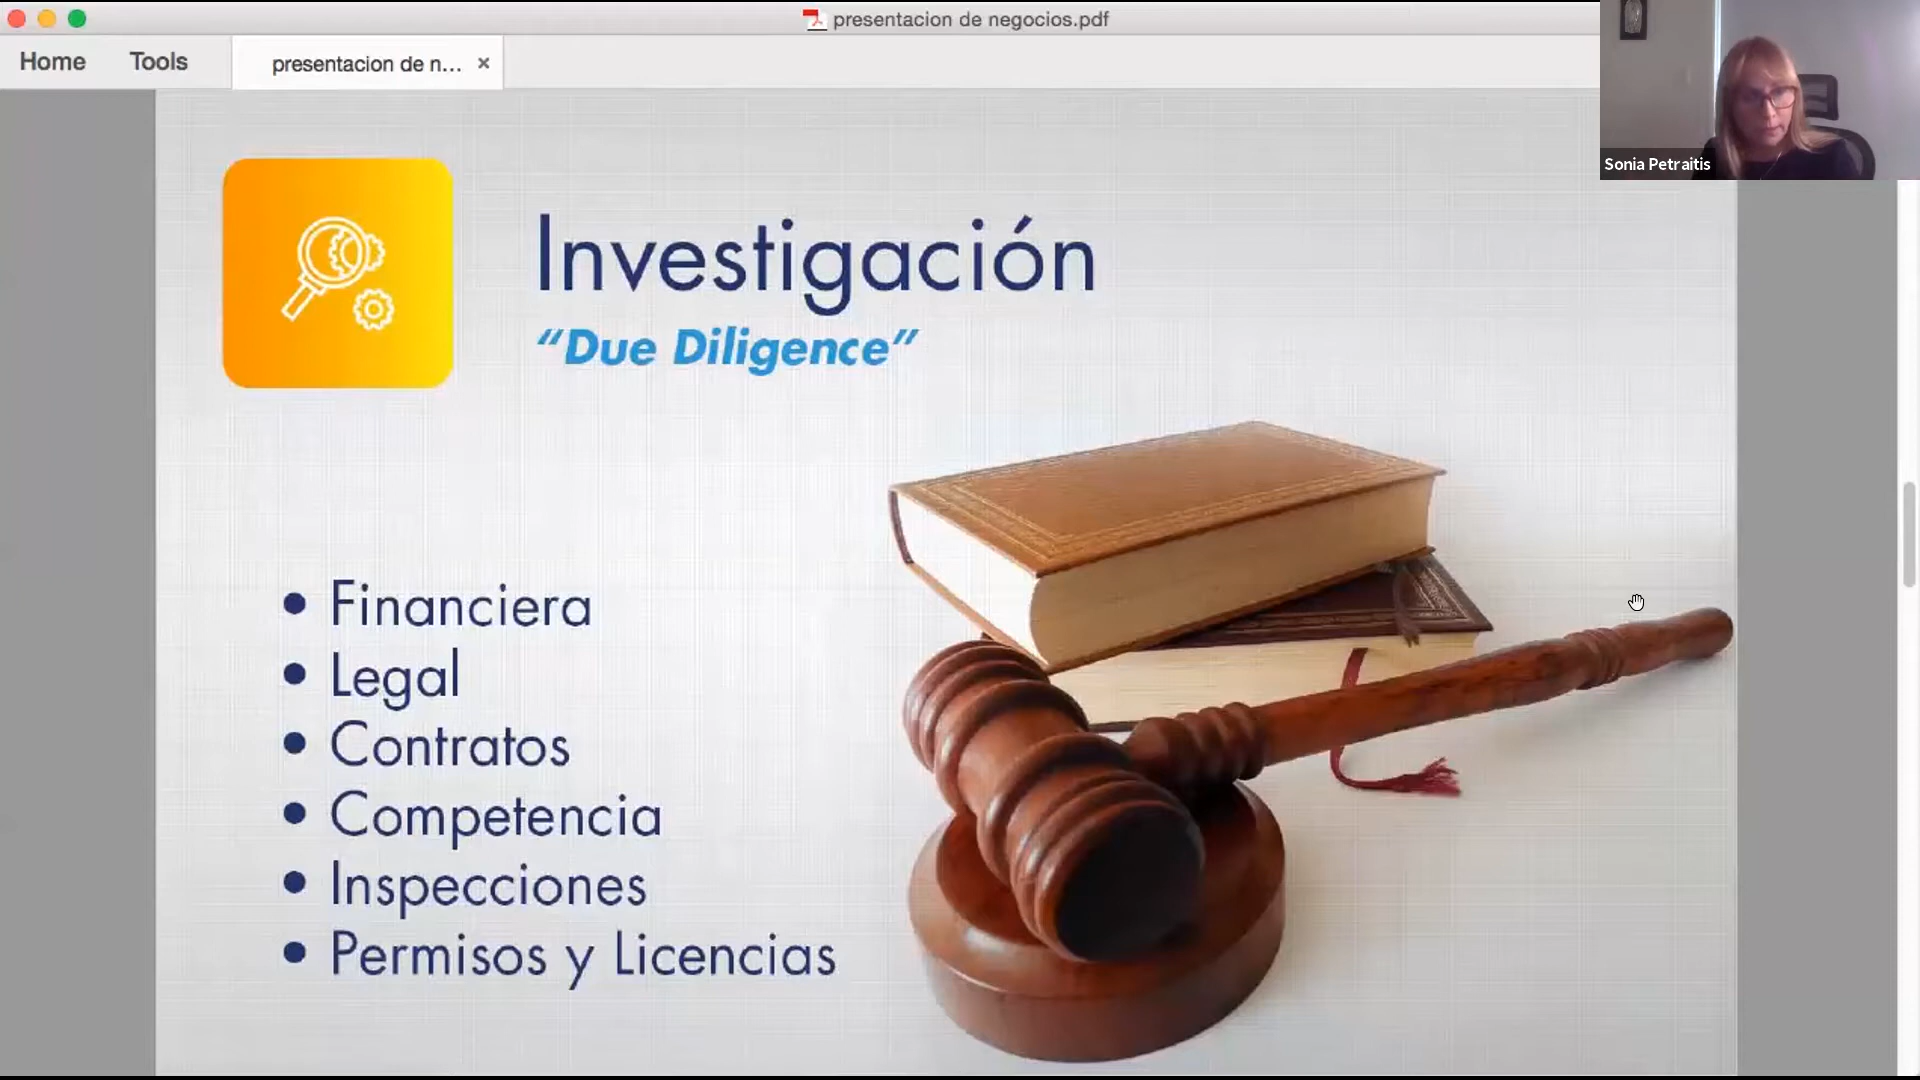 presentacion de negocios.pdf
Home
Tools
presentacion de n...
Sonia Petraitis
Investigación
“Due Diligence”
• Financiera
• Legal
• Contratos
• Competencia
• Inspecciones
• Permisos y Licencias